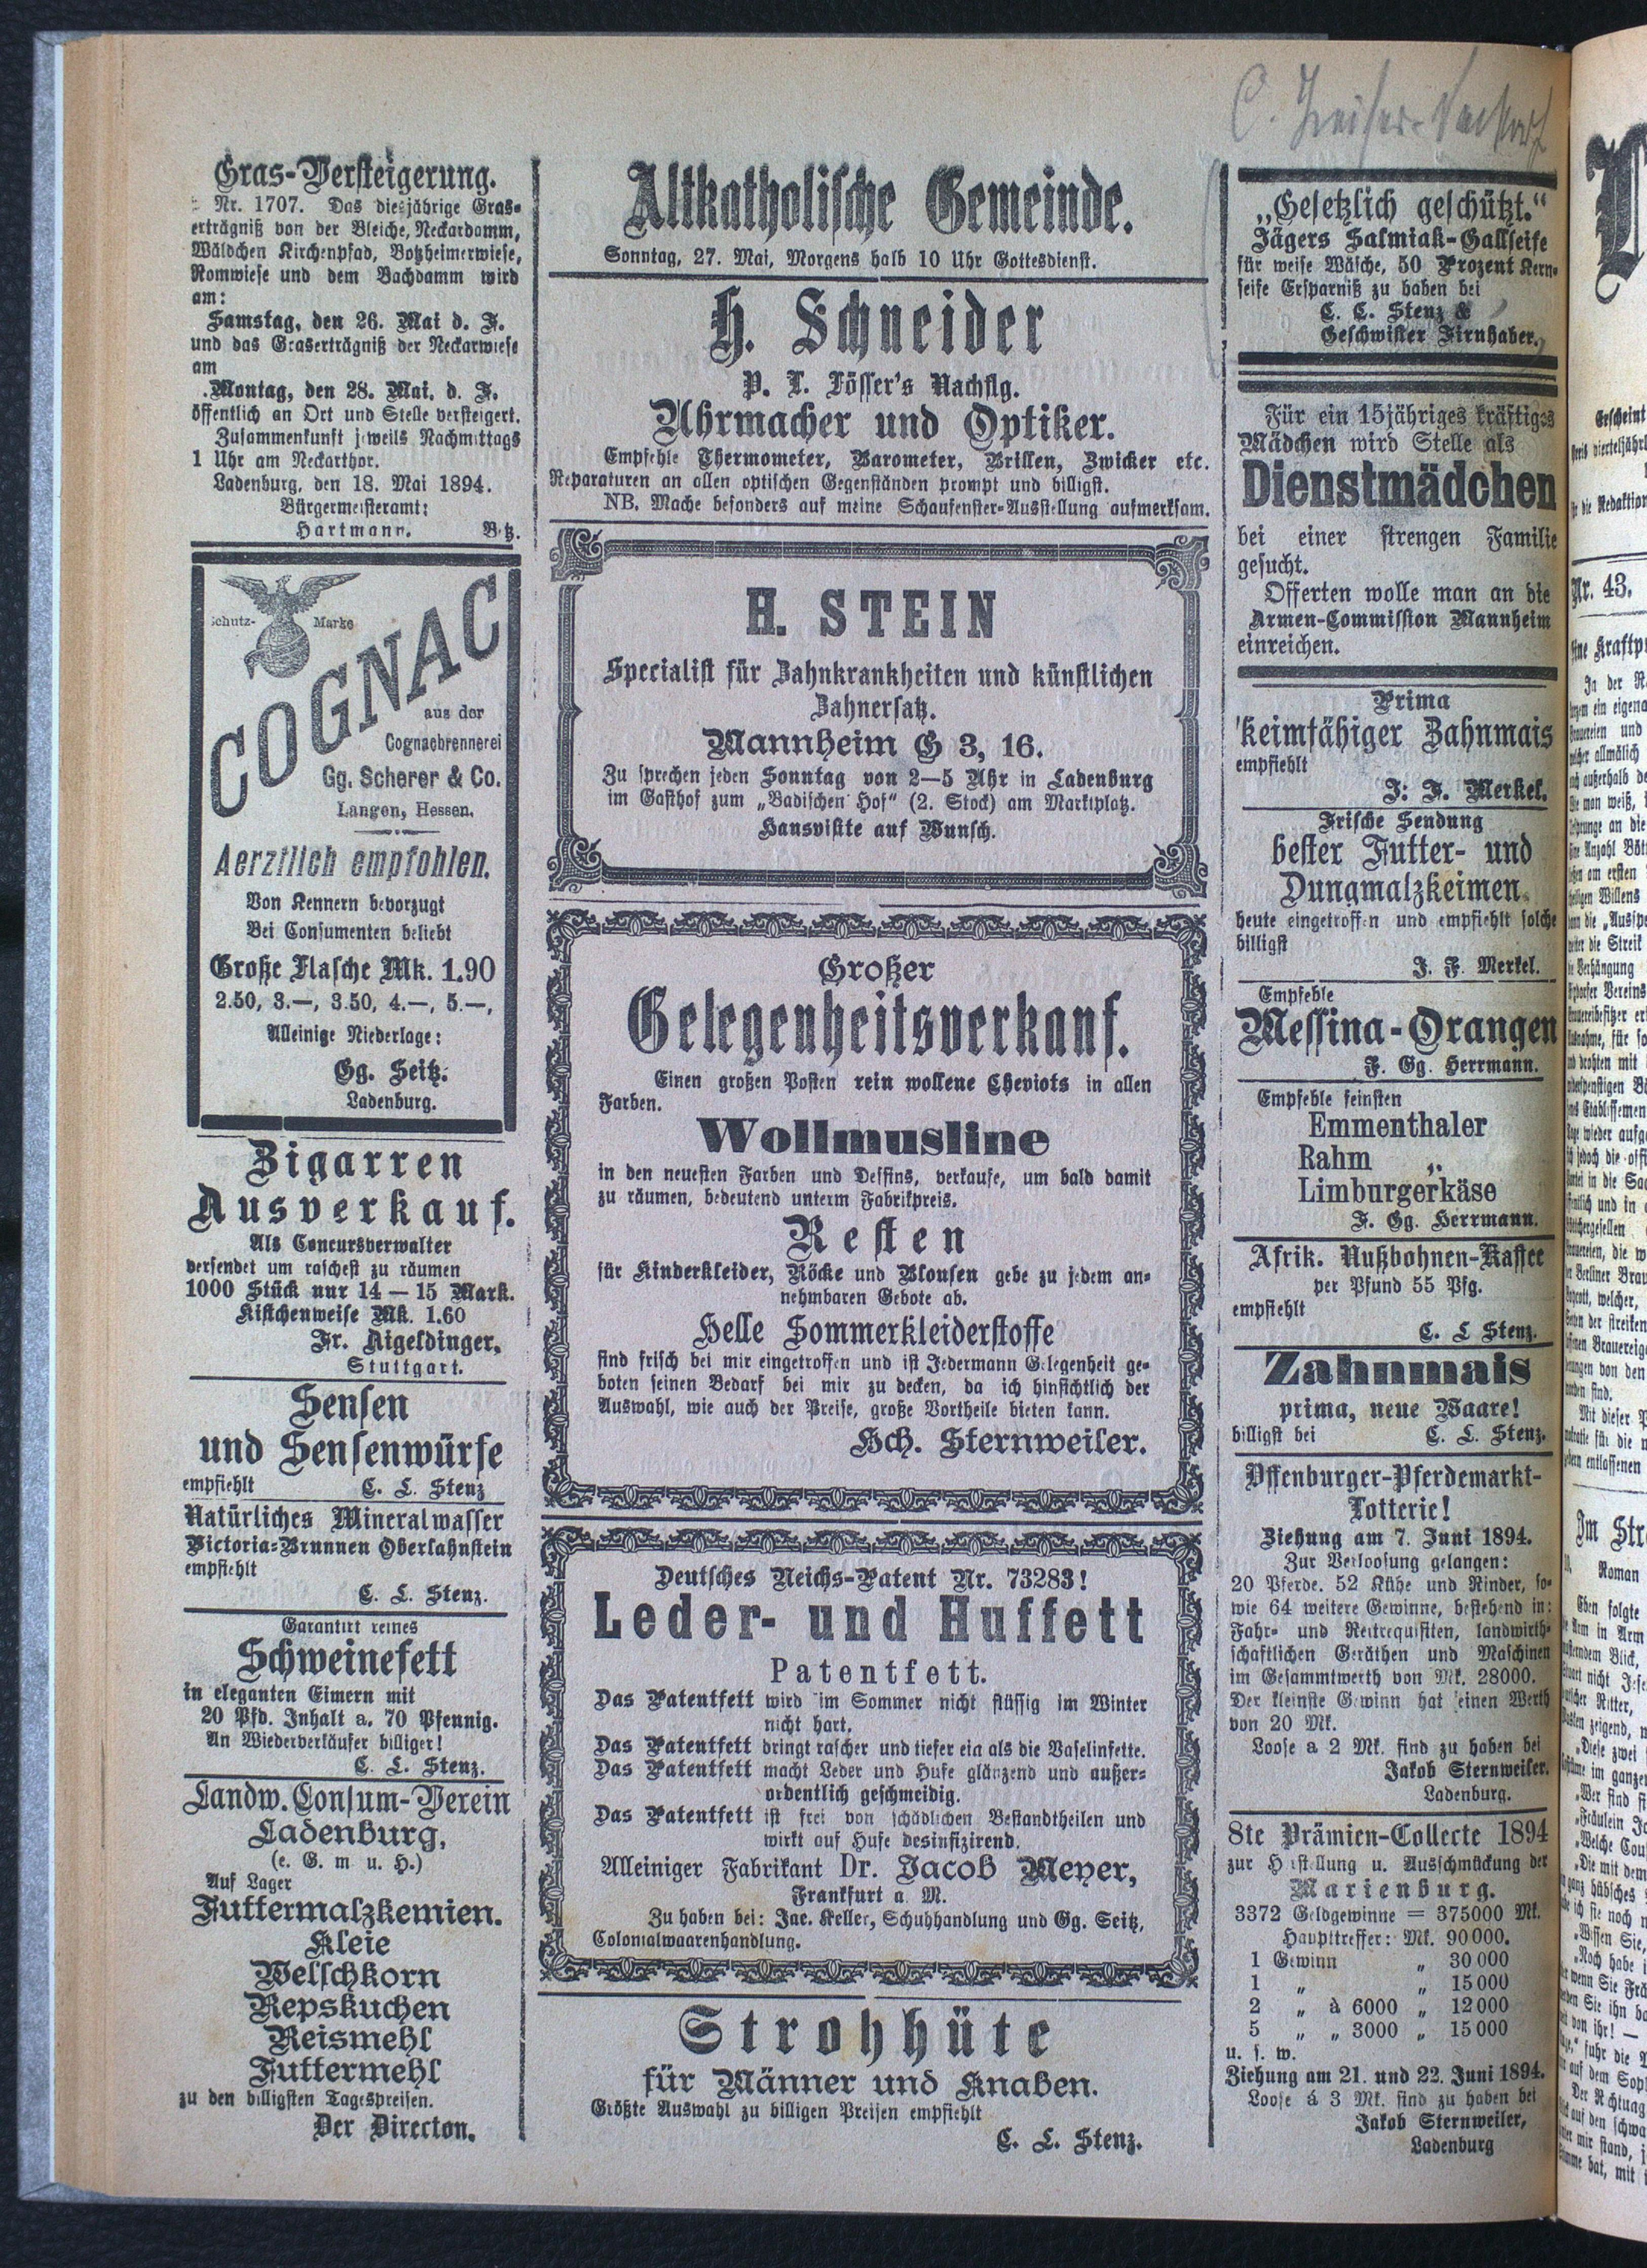 Gras-Versteigerung.
Nr. 1707. Das diesjährige Gras-
erträgniß von der Bleiche, Neckardamm,
Wäldchen Kirchenpfad, Botzheimerwiese,
Romwiese und dem Bachdamm wird
am:
Samstag, den 26. Mai d. J.
und das Graserträgniß der Neckarwiese
am
Montag, den 28. Mai. d. J.
öffentlich an Ort und Stelle versteigert.
Zusammenkunft jeweils Nachmittags
1 Uhr am Neckarthor.
Ladenburg, den 18. Mai 1894.
Bürgermeisteramt:
Hartmann. B.tz.
Schutz- Marke
COGNAC
aus der
Cognacbrennerei
Gg. Scherer & Co.
Langen, Hessen.
Aerztlich empfohlen.
Von Kennern bevorzugt
Bei Consumenten beliebt
Große Flasche Mk. 1.90
2.50, 3.—, 3.50, 4.—, 5.—,
Alleinige Niederlage:
Gg. Seitz.
Ladenburg.
Zigarren
Ausverkauf.
Als Concursverwalter
versendet um raschest zu räumen
1000 Stück nur 14 — 15 Mark.
Kistchenweise Mk. 1.60
Fr. Aigeldinger,
Stuttgart.
Sensen
und Sensenwürfe
empfiehlt C. L. Stenz
Natürliches Mineralwasser
Victoria-Brunnen Oberlahnstein
empfiehlt
C. L. Stenz.
Garantirt reines
Schweinefett
in eleganten Eimern mit
20 Pfd. Inhalt a. 70 Pfennig.
An Wiederverkäufer billiger!
C. L. Stenz.
Landw. Consum-Verein
Ladenburg,
(e. G. m u. H.)
Auf Lager
Futtermalzkemien.
Kleie
Welschkorn
Repskuchen
Reismehl
Futtermehl
zu den billigsten Tagespreisen.
Der Directon.
Altkatholische Gemeinde.
Sonntag, 27. Mai, Morgens halb 10 Uhr Gottesdienst.
H. Schneider
P. L. Lösser's Nachflg.
Uhrmacher und Optiker.
Empfehle Thermometer, Barometer, Brillen, Zwicker etc.
Reparaturen an allen optischen Gegenständen prompt und billigst.
NB. Mache besonders auf meine Schaufenster-Ausstellung aufmerksam.
H. STEIN
Specialist für Zahnkrankheiten und künstlichen
Zahnersatz.
Mannheim G 3, 16.
Zu sprechen jeden Sonntag von 2—5 Uhr in Ladenburg
im Gasthof zum „Badischen Hof“ (2. Stock) am Marktplatz.
Hausvisite auf Wunsch.
Großer
Gelegenheitsverkauf.
Einen großen Posten rein wollene Cheviots in allen
Farben.
Wollmusline
in den neuesten Farben und Dessins, verkaufe, um bald damit
zu räumen, bedeutend unterm Fabrikpreis.
Resten
für Kinderkleider, Röcke und Blousen gebe zu jedem an-
nehmbaren Gebote ab.
Helle Sommerkleiderstoffe
sind frisch bei mir eingetroffen und ist Jedermann Gelegenheit ge-
boten seinen Bedarf bei mir zu decken, da ich hinsichtlich der
Auswahl, wie auch der Preise, große Vortheile bieten kann.
Hch. Sternweiler.
Deutsches Reichs-Patent Nr. 73283!
Leder- und Huffett
Patentfett.
Das Patentfett wird im Sommer nicht flüssig im Winter
nicht hart.
Das Patentfett dringt rascher und tiefer ein als die Vaselinfette.
Das Patentfett macht Leder und Hufe glänzend und außer-
ordentlich geschmeidig.
Das Patentfett ist frei von schädlichen Bestandtheilen und
wirkt auf Hufe desinfizirend.
Alleiniger Fabrikant Dr. Jacob Meyer,
Frankfurt a. M.
Zu haben bei: Jac. Keller, Schuhhandlung und Gg. Seitz,
Colonialwaarenhandlung.
Strohhüte
für Männer und Knaben.
Größte Auswahl zu billigen Preisen empfiehlt
C. L. Stenz.
„Gesetzlich geschützt.“
Jägers Salmiak-Gallseife
für weise Wäsche, 50 Prozent Kern-
seife Ersparniß zu haben bei
C. L. Stenz &
Geschwister Firnhaber.
Für ein 15jähriges kräftiges
Mädchen wird Stelle als
Dienstmädchen
bei einer strengen Familie
gesucht.
Offerten wolle man an die
Armen-Commission Mannheim
einreichen.
Prima
keimfähiger Zahnmais
empfiehlt
J. F. Merkel.
Frische Sendung
bester Futter- und
Dungmalzkeimen
heute eingetroffen und empfiehlt solche
billigst
J. F. Merkel.
Empfehle
Messina-Orangen
F. Gg. Herrmann.
Empfehle feinsten
Emmenthaler
Rahm „
Limburgerkäse
F. Gg. Herrmann.
Afrik. Nußbohnen-Kaffee
per Pfund 55 Pfg.
empfiehlt
C. L Stenz.
Zahnmais
prima, neue Waare!
billigst bei C. L. Stenz.
Offenburger-Pferdemarkt-
Lotterie!
Ziehung am 7. Juni 1894.
Zur Verloosung gelangen:
20 Pferde. 52 Kühe und Rinder, so-
wie 64 weitere Gewinne, bestehend in:
Fahr- und Reitrequisiten, landwirth-
schaftlichen Geräthen und Maschinen
im Gesammtwerth von Mk. 28000.
Der kleinste Gewinn hat einen Werth
von 20 Mk.
Loose a 2 Mk. sind zu haben bei
Jakob Sternweiler.
Ladenburg.
8te Prämien-Collecte 1894
zur Herstellung u. Ausschmückung der
Marienburg.
3372 Geldgewinne = 375000 Mk.
Haupttreffer: Mk. 90000.
1 Gewinn „ 30000
1 „ „ 15000
2 „ à 6000 „ 12000
5 „ „ 3000 „ 15000
u. s. w.
Ziehung am 21. und 22. Juni 1894.
Loose á 3 Mk. sind zu haben bei
Jakob Sternweiler,
Ladenburg
Nr. 43.